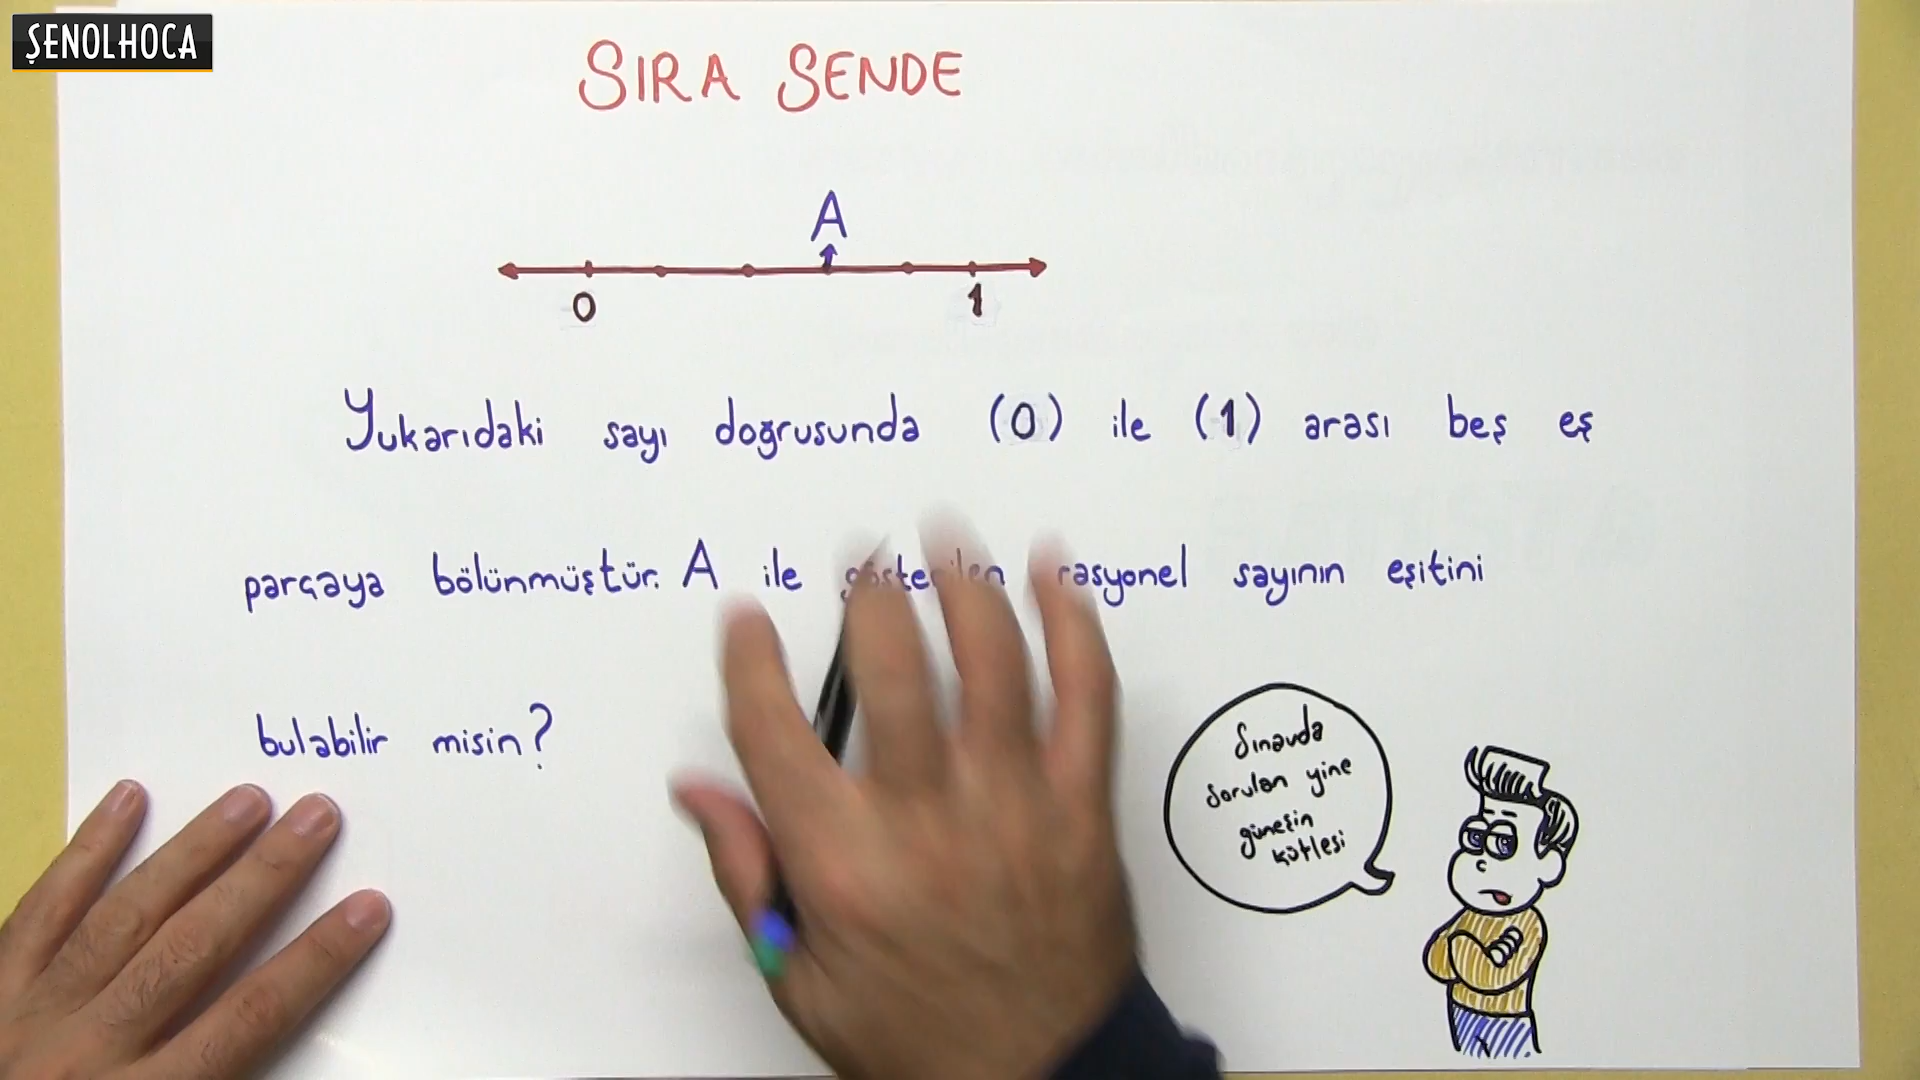 ŞENOLHOCA
SIRA SENDE
A
0 1
Yukarıdaki sayı doğrusunda (0) ile (1) arası beş eş
parçaya bölünmüştür. A ile gösterilen rasyonel sayının eşitini
bulabilir misin?
Sınavda
sorulan yine
güneşin
kütlesi